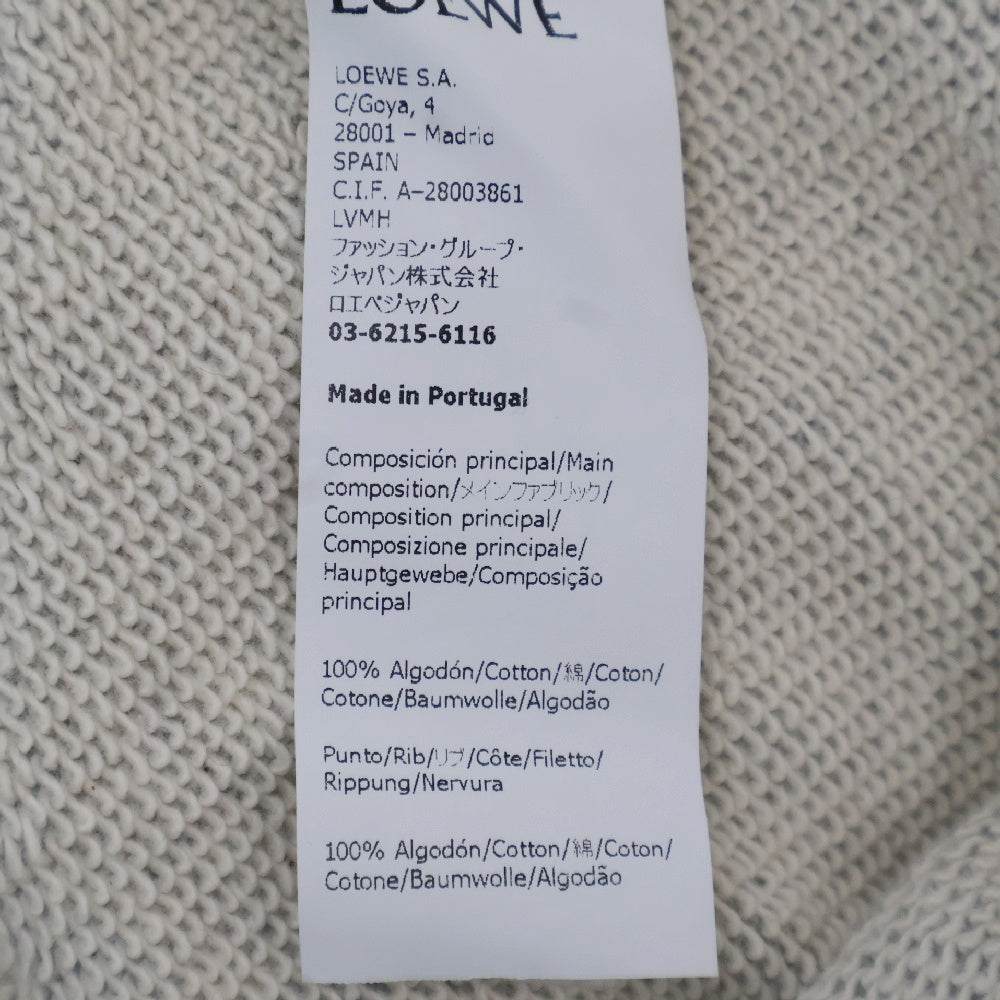 LOEWE
LOEWE S.A.
C/Goya, 4
28001 – Madrid
SPAIN
C.I.F. A–28003861
LVMH
ファッション・グループ・
ジャパン株式会社
ロエベジャパン
03-6215-6116
Made in Portugal
Composición principal/Main
composition/メインファブリック/
Composition principal/
Composizione principale/
Hauptgewebe/Composição
principal
100% Algodón/Cotton/綿/Coton/
Cotone/Baumwolle/Algodão
Punto/Rib/リブ/Côte/Filetto/
Rippung/Nervura
100% Algodón/Cotton/綿/Coton/
Cotone/Baumwolle/Algodão